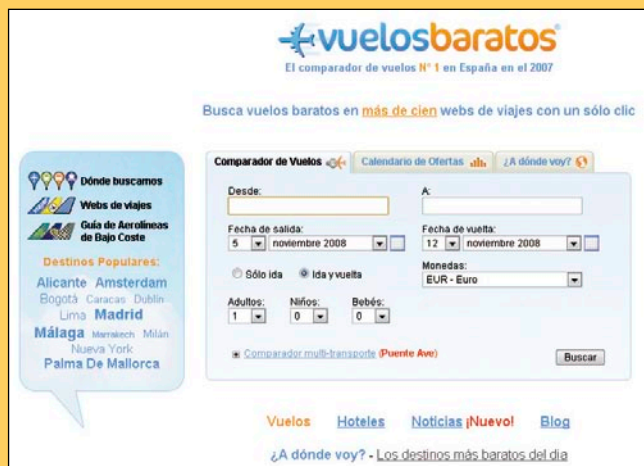 vuelosbaratos
El comparador de vuelos N° 1 en España en el 2007
Busca vuelos baratos en más de cien webs de viajes con un sólo clic
Dónde buscamos
Webs de viajes
Guía de Aerolíneas
de Bajo Coste
Destinos Populares:
Alicante Amsterdam
Bogotá Caracas Dublín
Lima Madrid
Málaga Marrakech Milán
Nueva York
Palma De Mallorca
Comparador de Vuelos
Calendario de Ofertas
¿A dónde voy?
Desde:
A:
Fecha de salida:
5 noviembre 2008
Fecha de vuelta:
12 noviembre 2008
Sólo ida Ida y vuelta
Monedas:
EUR - Euro
Adultos: Niños: Bebés:
1 0 0
Comparador multi-transporte (Puente Ave)
Buscar
Vuelos Hoteles Noticias ¡Nuevo! Blog
¿A dónde voy? - Los destinos más baratos del dia